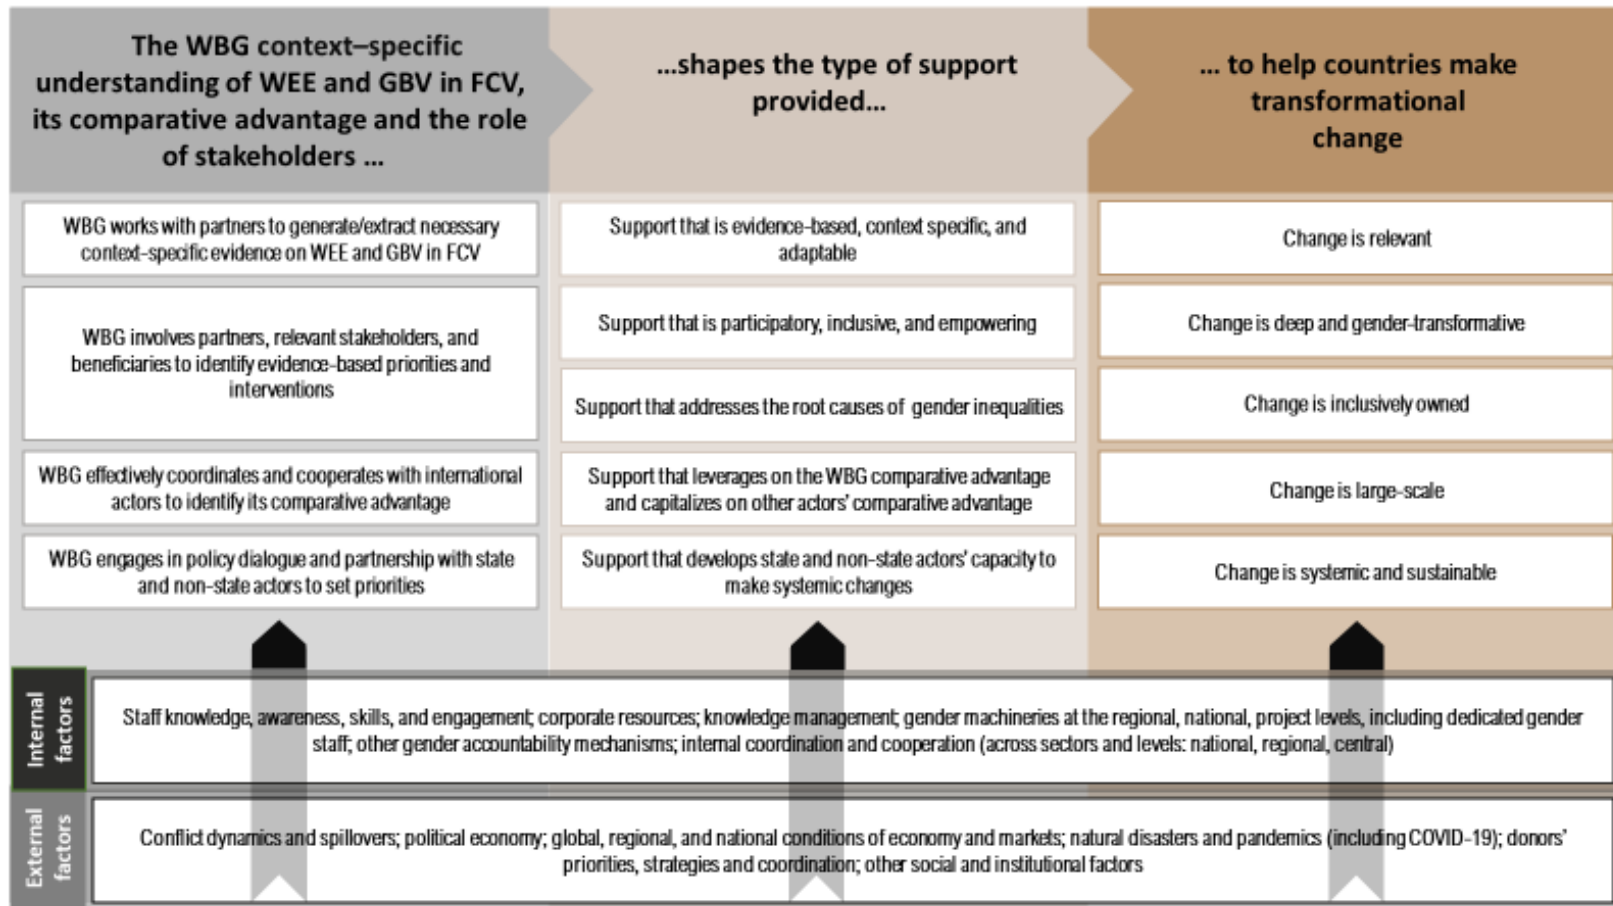 The WBG context–specific
understanding of WEE and GBV in FCV,
its comparative advantage and the role
of stakeholders ...
...shapes the type of support
provided...
... to help countries make
transformational
change
WBG works with partners to generate/extract necessary
context-specific evidence on WEE and GBV in FCV
WBG involves partners, relevant stakeholders, and
beneficiaries to identify evidence-based priorities and
interventions
WBG effectively coordinates and cooperates with international
actors to identify its comparative advantage
WBG engages in policy dialogue and partnership with state
and non-state actors to set priorities
Support that is evidence-based, context specific, and
adaptable
Support that is participatory, inclusive, and empowering
Support that addresses the root causes of gender inequalities
Support that leverages on the WBG comparative advantage
and capitalizes on other actors' comparative advantage
Support that develops state and non-state actors' capacity to
make systemic changes
Change is relevant
Change is deep and gender-transformative
Change is inclusively owned
Change is large-scale
Change is systemic and sustainable
Internal
factors
Staff knowledge, awareness, skills, and engagement; corporate resources; knowledge management; gender machineries at the regional, national, project levels, including dedicated gender
staff; other gender accountability mechanisms; internal coordination and cooperation (across sectors and levels: national, regional, central)
External
factors
Conflict dynamics and spillovers; political economy; global, regional, and national conditions of economy and markets; natural disasters and pandemics (including COVID-19); donors'
priorities, strategies and coordination; other social and institutional factors